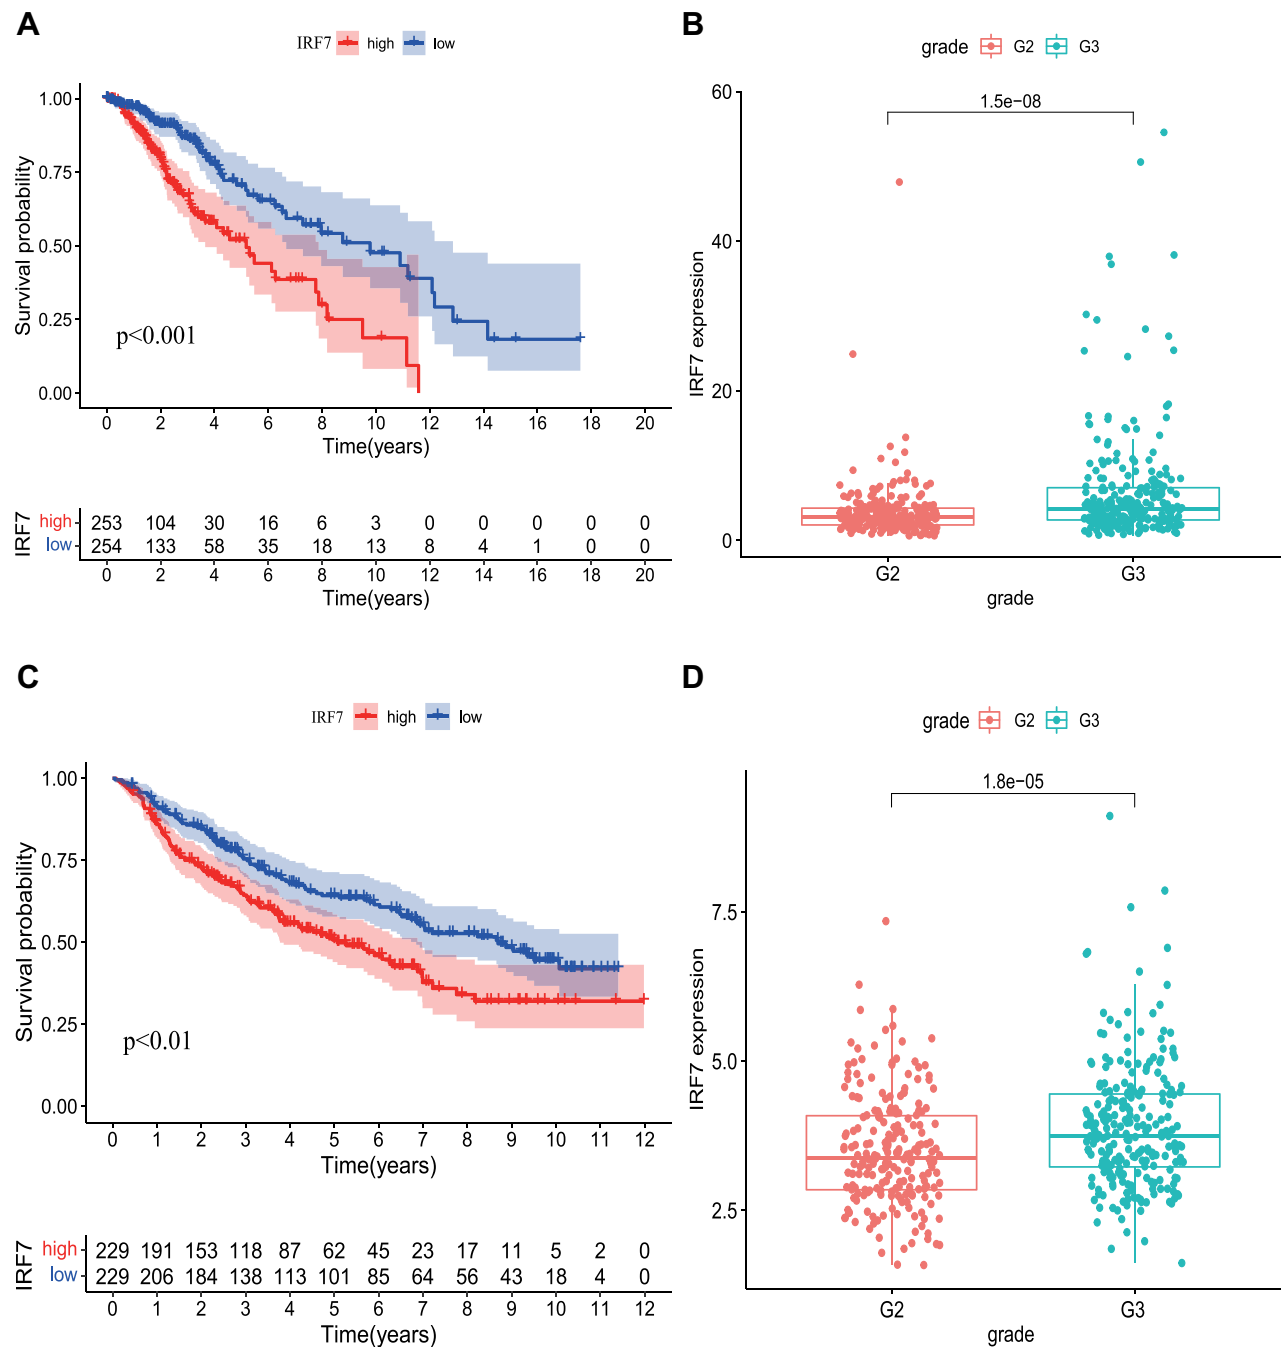 A
IRF7 high low
1.00
0.75
0.50
0.25
0.00
Survival probability
p<0.001
0 2 4 6 8 10 12 14 16 18 20
Time(years)
IRF7
high 253 104 30 16 6 3 0 0 0 0 0
low 254 133 58 35 18 13 8 4 1 0 0
0 2 4 6 8 10 12 14 16 18 20
Time(years)
B
grade G2 G3
60
40
20
0
IRF7 expression
1.5e−08
G2 G3
grade
C
IRF7 high low
1.00
0.75
0.50
0.25
0.00
Survival probability
p<0.01
0 1 2 3 4 5 6 7 8 9 10 11 12
Time(years)
IRF7
high 229 191 153 118 87 62 45 23 17 11 5 2 0
low 229 206 184 138 113 101 85 64 56 43 18 4 0
0 1 2 3 4 5 6 7 8 9 10 11 12
Time(years)
D
grade G2 G3
7.5
5.0
2.5
IRF7 expression
1.8e−05
G2 G3
grade